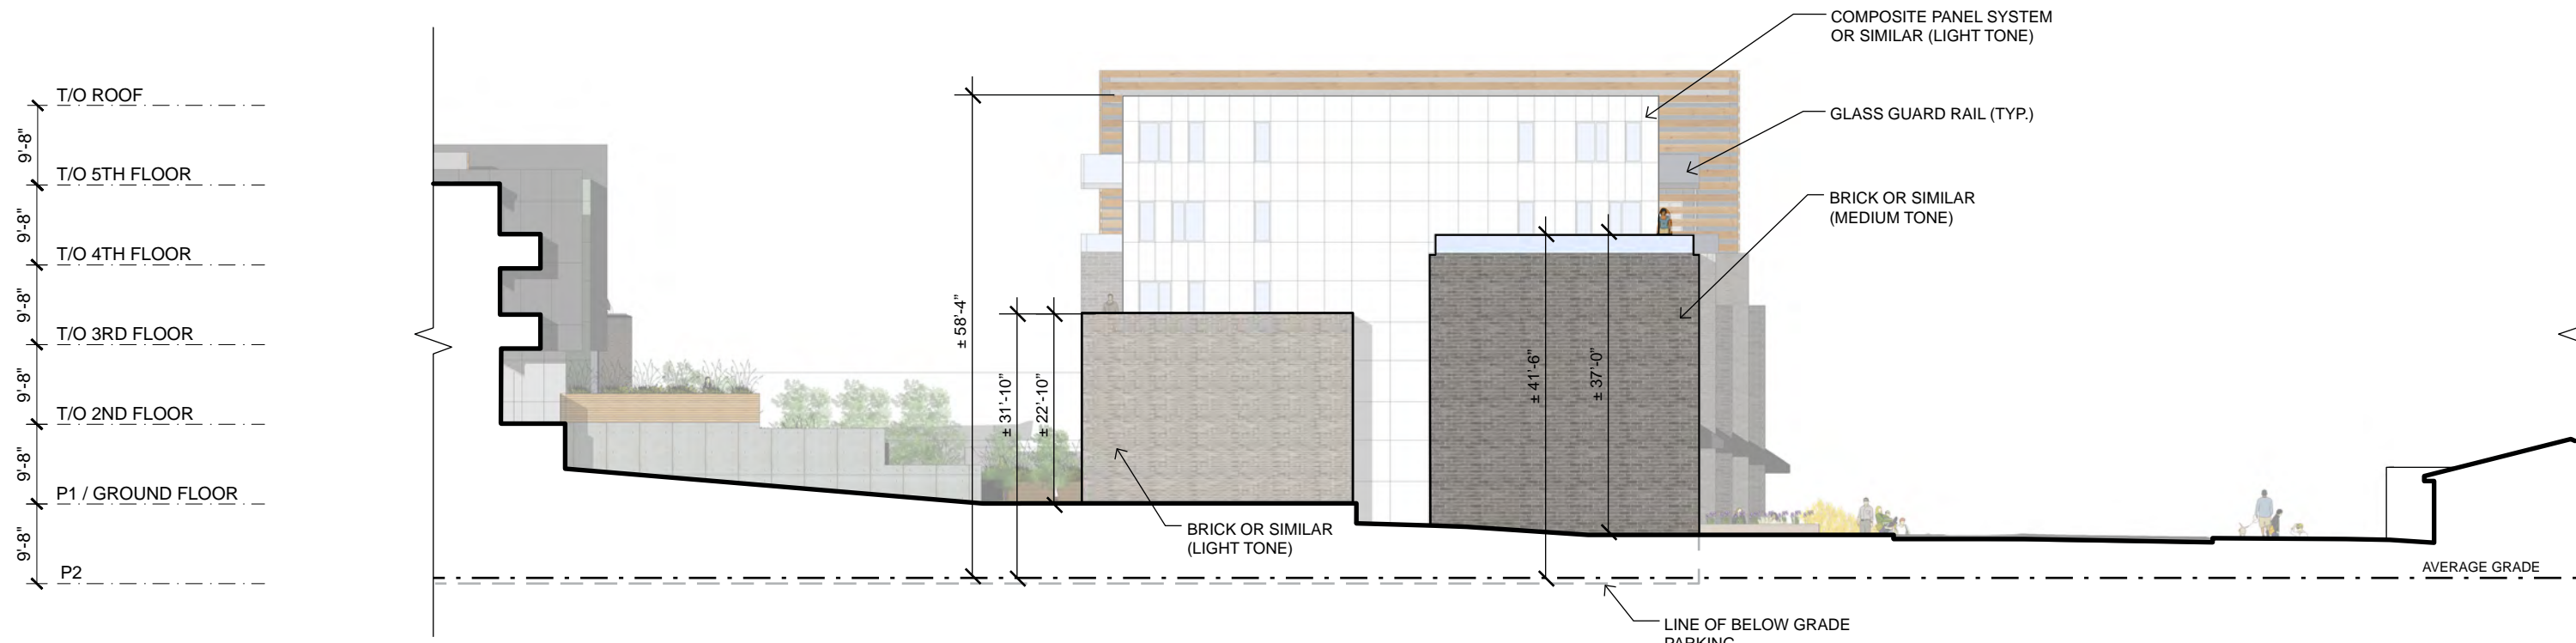 COMPOSITE PANEL SYSTEM
OR SIMILAR (LIGHT TONE)
T/O ROOF
GLASS GUARD RAIL (TYP.)
9'-8"
T/O 5TH FLOOR
BRICK OR SIMILAR
(MEDIUM TONE)
9'-8"
T/O 4TH FLOOR
9'-8"
± 58'-4"
T/O 3RD FLOOR
9'-8"
± 31'-10"
± 22'-10"
± 41'-6"
± 37'-0"
T/O 2ND FLOOR
9'-8"
P1 / GROUND FLOOR
BRICK OR SIMILAR
(LIGHT TONE)
9'-8"
P2
AVERAGE GRADE
LINE OF BELOW GRADE
PARKING